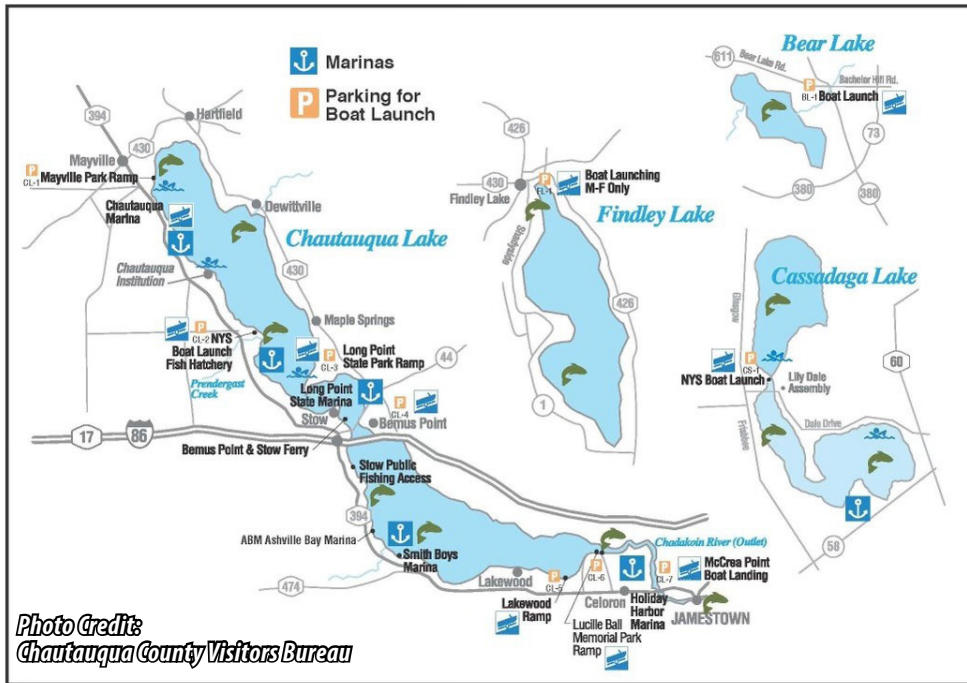 Marinas
P
Parking for
Boat Launch
Bear Lake
611
Bear Lake Rd.
Bachelor Hill Rd.
P
BL-1
Boat Launch
73
380
380
394
Hartfield
430
Mayville
P
CL-1
Mayville Park Ramp
Chautauqua
Marina
Dewittville
Chautauqua Lake
Chautauqua
Institution
430
Maple Springs
P
CL-2 NYS
Boat Launch
Fish Hatchery
Prendergast
Creek
P
CL-3
Long Point
State Park Ramp
44
Long Point
State Marina
P
CL-4
Stow
Bemus Point
17
86
Bemus Point & Stow Ferry
Stow Public
Fishing Access
394
ABM Ashville Bay Marina
Smith Boys
Marina
474
Lakewood
P
CL-5
Lakewood
Ramp
P
CL-6
Celoron
Lucille Ball
Memorial Park
Ramp
Holiday
Harbor
Marina
Chadakoin River (Outlet)
P
CL-7
McCrea Point
Boat Landing
JAMESTOWN
426
430
Findley Lake
P
FL-1
Boat Launching
M-F Only
Findley Lake
Shadyside
426
1
Cassadaga Lake
Glasgow
60
P
CS-1
NYS Boat Launch
Lily Dale
Assembly
Frisbee
Dale Drive
58
Photo Credit:
Chautauqua County Visitors Bureau